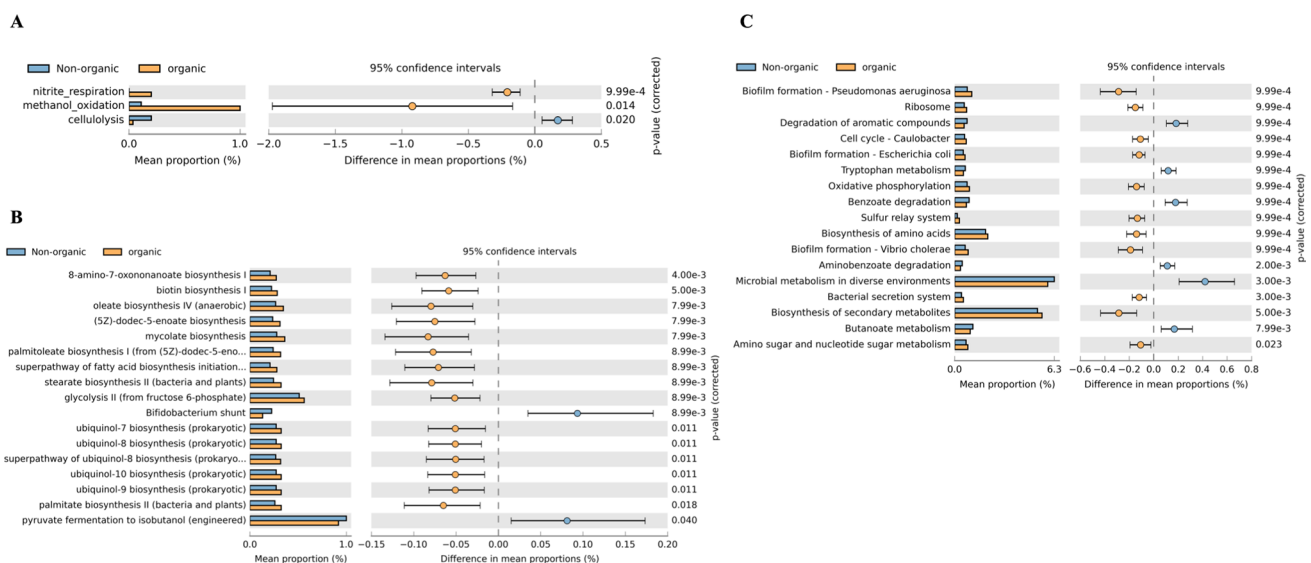 A
Non-organic organic
95% confidence intervals
nitrite_respiration 9.99e-4
methanol_oxidation 0.014
cellulolysis 0.020
p-value (corrected)
0.0 1.0 −2.0 −1.5 −1.0 −0.5 0.0 0.5
Mean proportion (%) Difference in mean proportions (%)
B
Non-organic organic
95% confidence intervals
8-amino-7-oxononanoate biosynthesis I 4.00e-3
biotin biosynthesis I 5.00e-3
oleate biosynthesis IV (anaerobic) 7.99e-3
(5Z)-dodec-5-enoate biosynthesis 7.99e-3
mycolate biosynthesis 7.99e-3
palmitoleate biosynthesis I (from (5Z)-dodec-5-eno... 8.99e-3
superpathway of fatty acid biosynthesis initiation... 8.99e-3
stearate biosynthesis II (bacteria and plants) 8.99e-3
glycolysis II (from fructose 6-phosphate) 8.99e-3
Bifidobacterium shunt 8.99e-3
ubiquinol-7 biosynthesis (prokaryotic) 0.011
ubiquinol-8 biosynthesis (prokaryotic) 0.011
superpathway of ubiquinol-8 biosynthesis (prokaryo... 0.011
ubiquinol-10 biosynthesis (prokaryotic) 0.011
ubiquinol-9 biosynthesis (prokaryotic) 0.011
palmitate biosynthesis II (bacteria and plants) 0.018
pyruvate fermentation to isobutanol (engineered) 0.040
p-value (corrected)
0.0 1.0 −0.15 −0.10 −0.05 0.00 0.05 0.10 0.15 0.20
Mean proportion (%) Difference in mean proportions (%)
C
Non-organic organic
95% confidence intervals
Biofilm formation - Pseudomonas aeruginosa 9.99e-4
Ribosome 9.99e-4
Degradation of aromatic compounds 9.99e-4
Cell cycle - Caulobacter 9.99e-4
Biofilm formation - Escherichia coli 9.99e-4
Tryptophan metabolism 9.99e-4
Oxidative phosphorylation 9.99e-4
Benzoate degradation 9.99e-4
Sulfur relay system 9.99e-4
Biosynthesis of amino acids 9.99e-4
Biofilm formation - Vibrio cholerae 9.99e-4
Aminobenzoate degradation 2.00e-3
Microbial metabolism in diverse environments 3.00e-3
Bacterial secretion system 3.00e-3
Biosynthesis of secondary metabolites 5.00e-3
Butanoate metabolism 7.99e-3
Amino sugar and nucleotide sugar metabolism 0.023
p-value (corrected)
0.0 6.3 −0.6 −0.4 −0.2 0.0 0.2 0.4 0.6 0.8
Mean proportion (%) Difference in mean proportions (%)